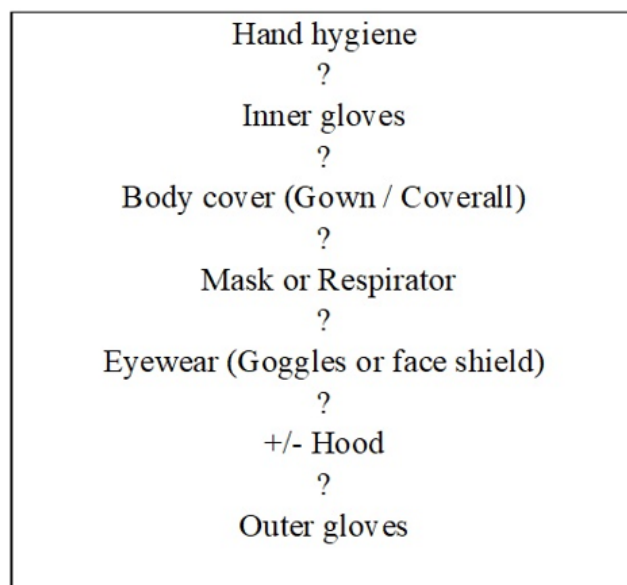 Hand hygiene
?
Inner gloves
?
Body cover (Gown / Coverall)
?
Mask or Respirator
?
Eyewear (Goggles or face shield)
?
+/- Hood
?
Outer gloves